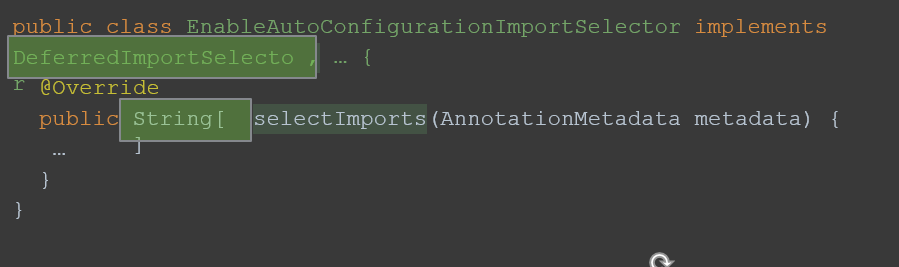 public class EnableAutoConfigurationImportSelector implements
DeferredImportSelecto , … {
r @Override
public String[ selectImports(AnnotationMetadata metadata) {
… ]
}
}